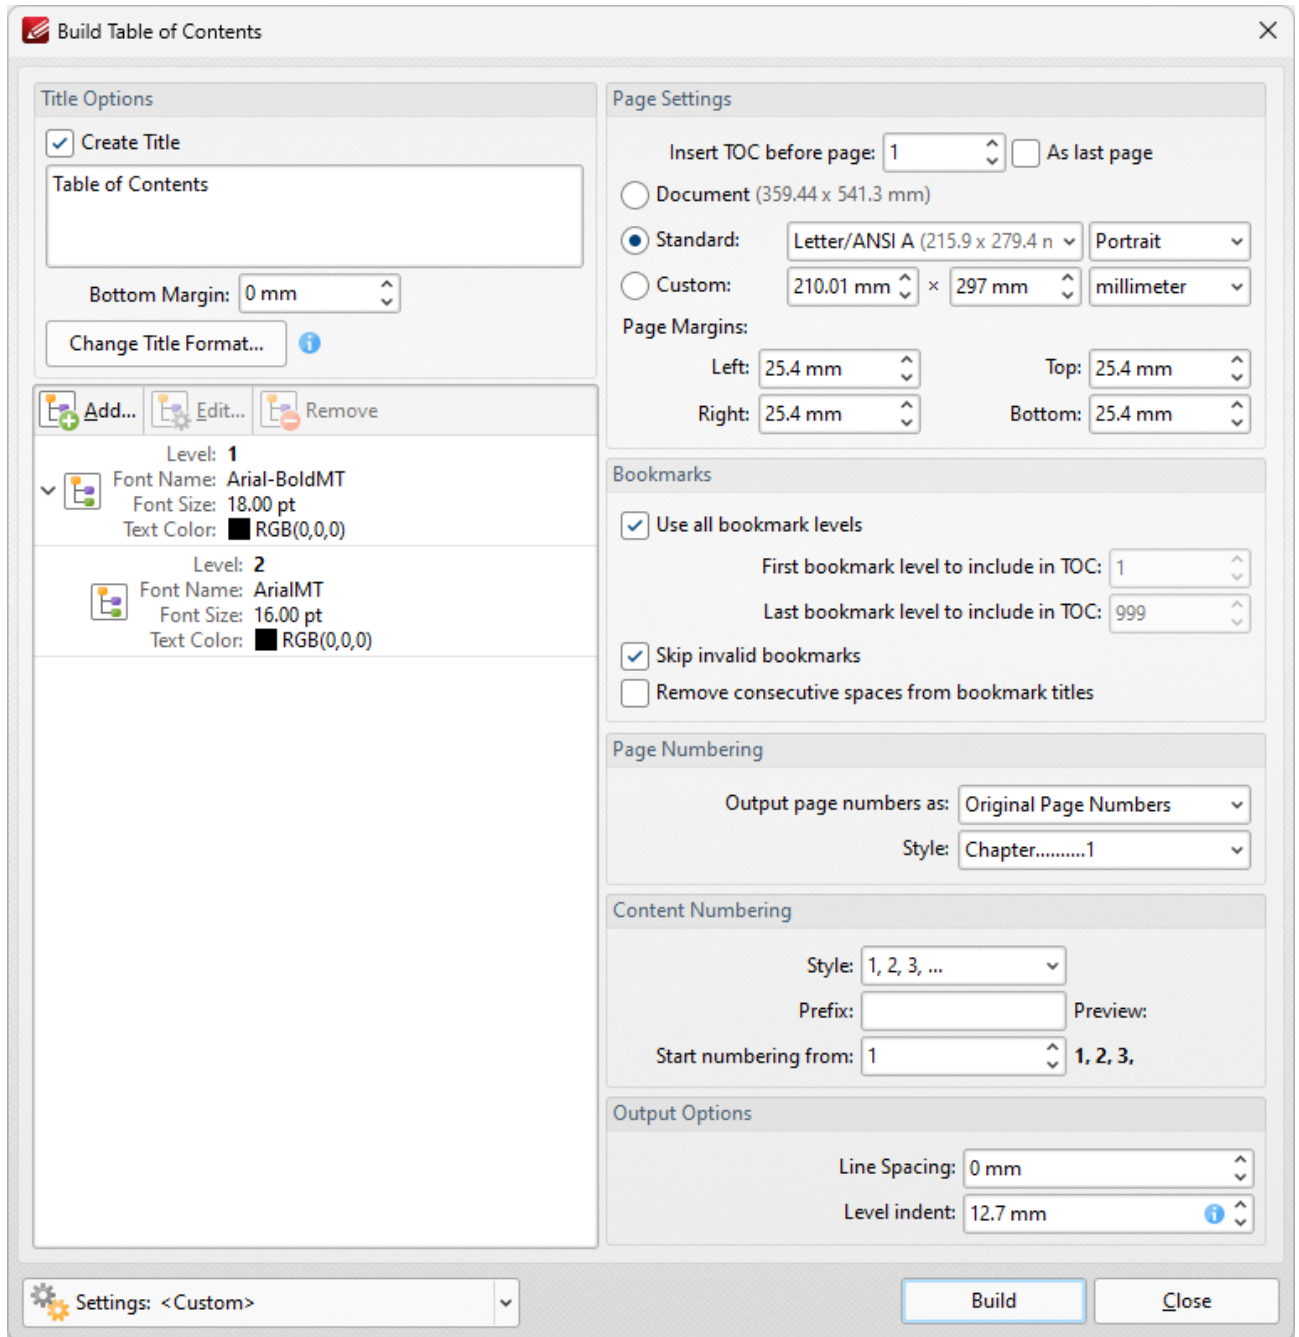 Build Table of Contents
Title Options
Create Title
Table of Contents
Bottom Margin: 0 mm
Change Title Format...
Add... Edit... Remove
Level: 1
Font Name: Arial-BoldMT
Font Size: 18.00 pt
Text Color: RGB(0,0,0)
Level: 2
Font Name: ArialMT
Font Size: 16.00 pt
Text Color: RGB(0,0,0)
Page Settings
Insert TOC before page: 1 As last page
Document (359.44 x 541.3 mm)
Standard: Letter/ANSI A (215.9 x 279.4 n Portrait
Custom: 210.01 mm × 297 mm millimeter
Page Margins:
Left: 25.4 mm Top: 25.4 mm
Right: 25.4 mm Bottom: 25.4 mm
Bookmarks
Use all bookmark levels
First bookmark level to include in TOC: 1
Last bookmark level to include in TOC: 999
Skip invalid bookmarks
Remove consecutive spaces from bookmark titles
Page Numbering
Output page numbers as: Original Page Numbers
Style: Chapter..........1
Content Numbering
Style: 1, 2, 3, ...
Prefix: Preview:
Start numbering from: 1 1, 2, 3,
Output Options
Line Spacing: 0 mm
Level indent: 12.7 mm
Settings: <Custom> Build Close